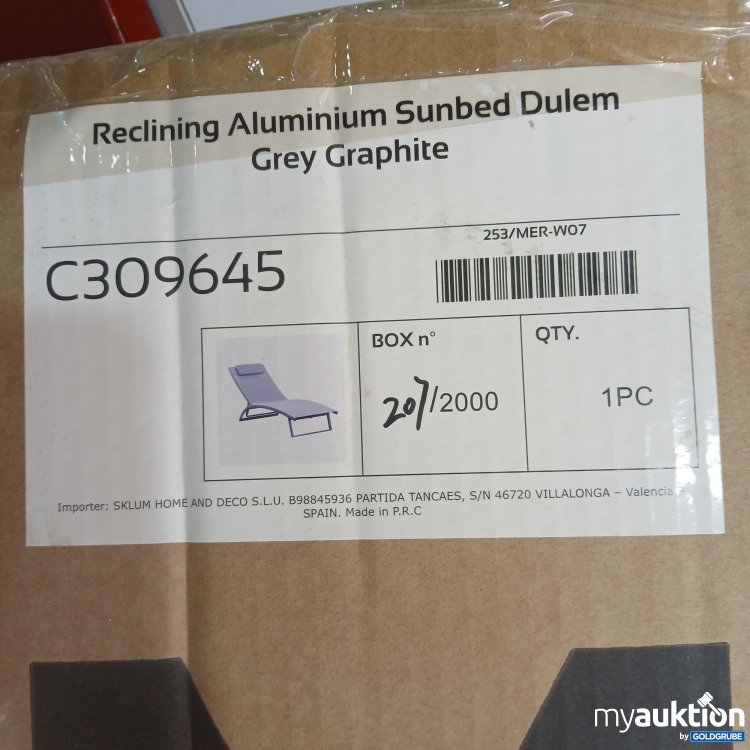 Reclining Aluminium Sunbed Dulem
Grey Graphite
253/MER-W07
C309645
BOX n°
QTY.
207/2000
1PC
Importer: SKLUM HOME AND DECO S.L.U. B98845936 PARTIDA TANCAES, S/N 46720 VILLALONGA – Valencia –
SPAIN. Made in P.R.C
myauktion
by GOLDGRUBE